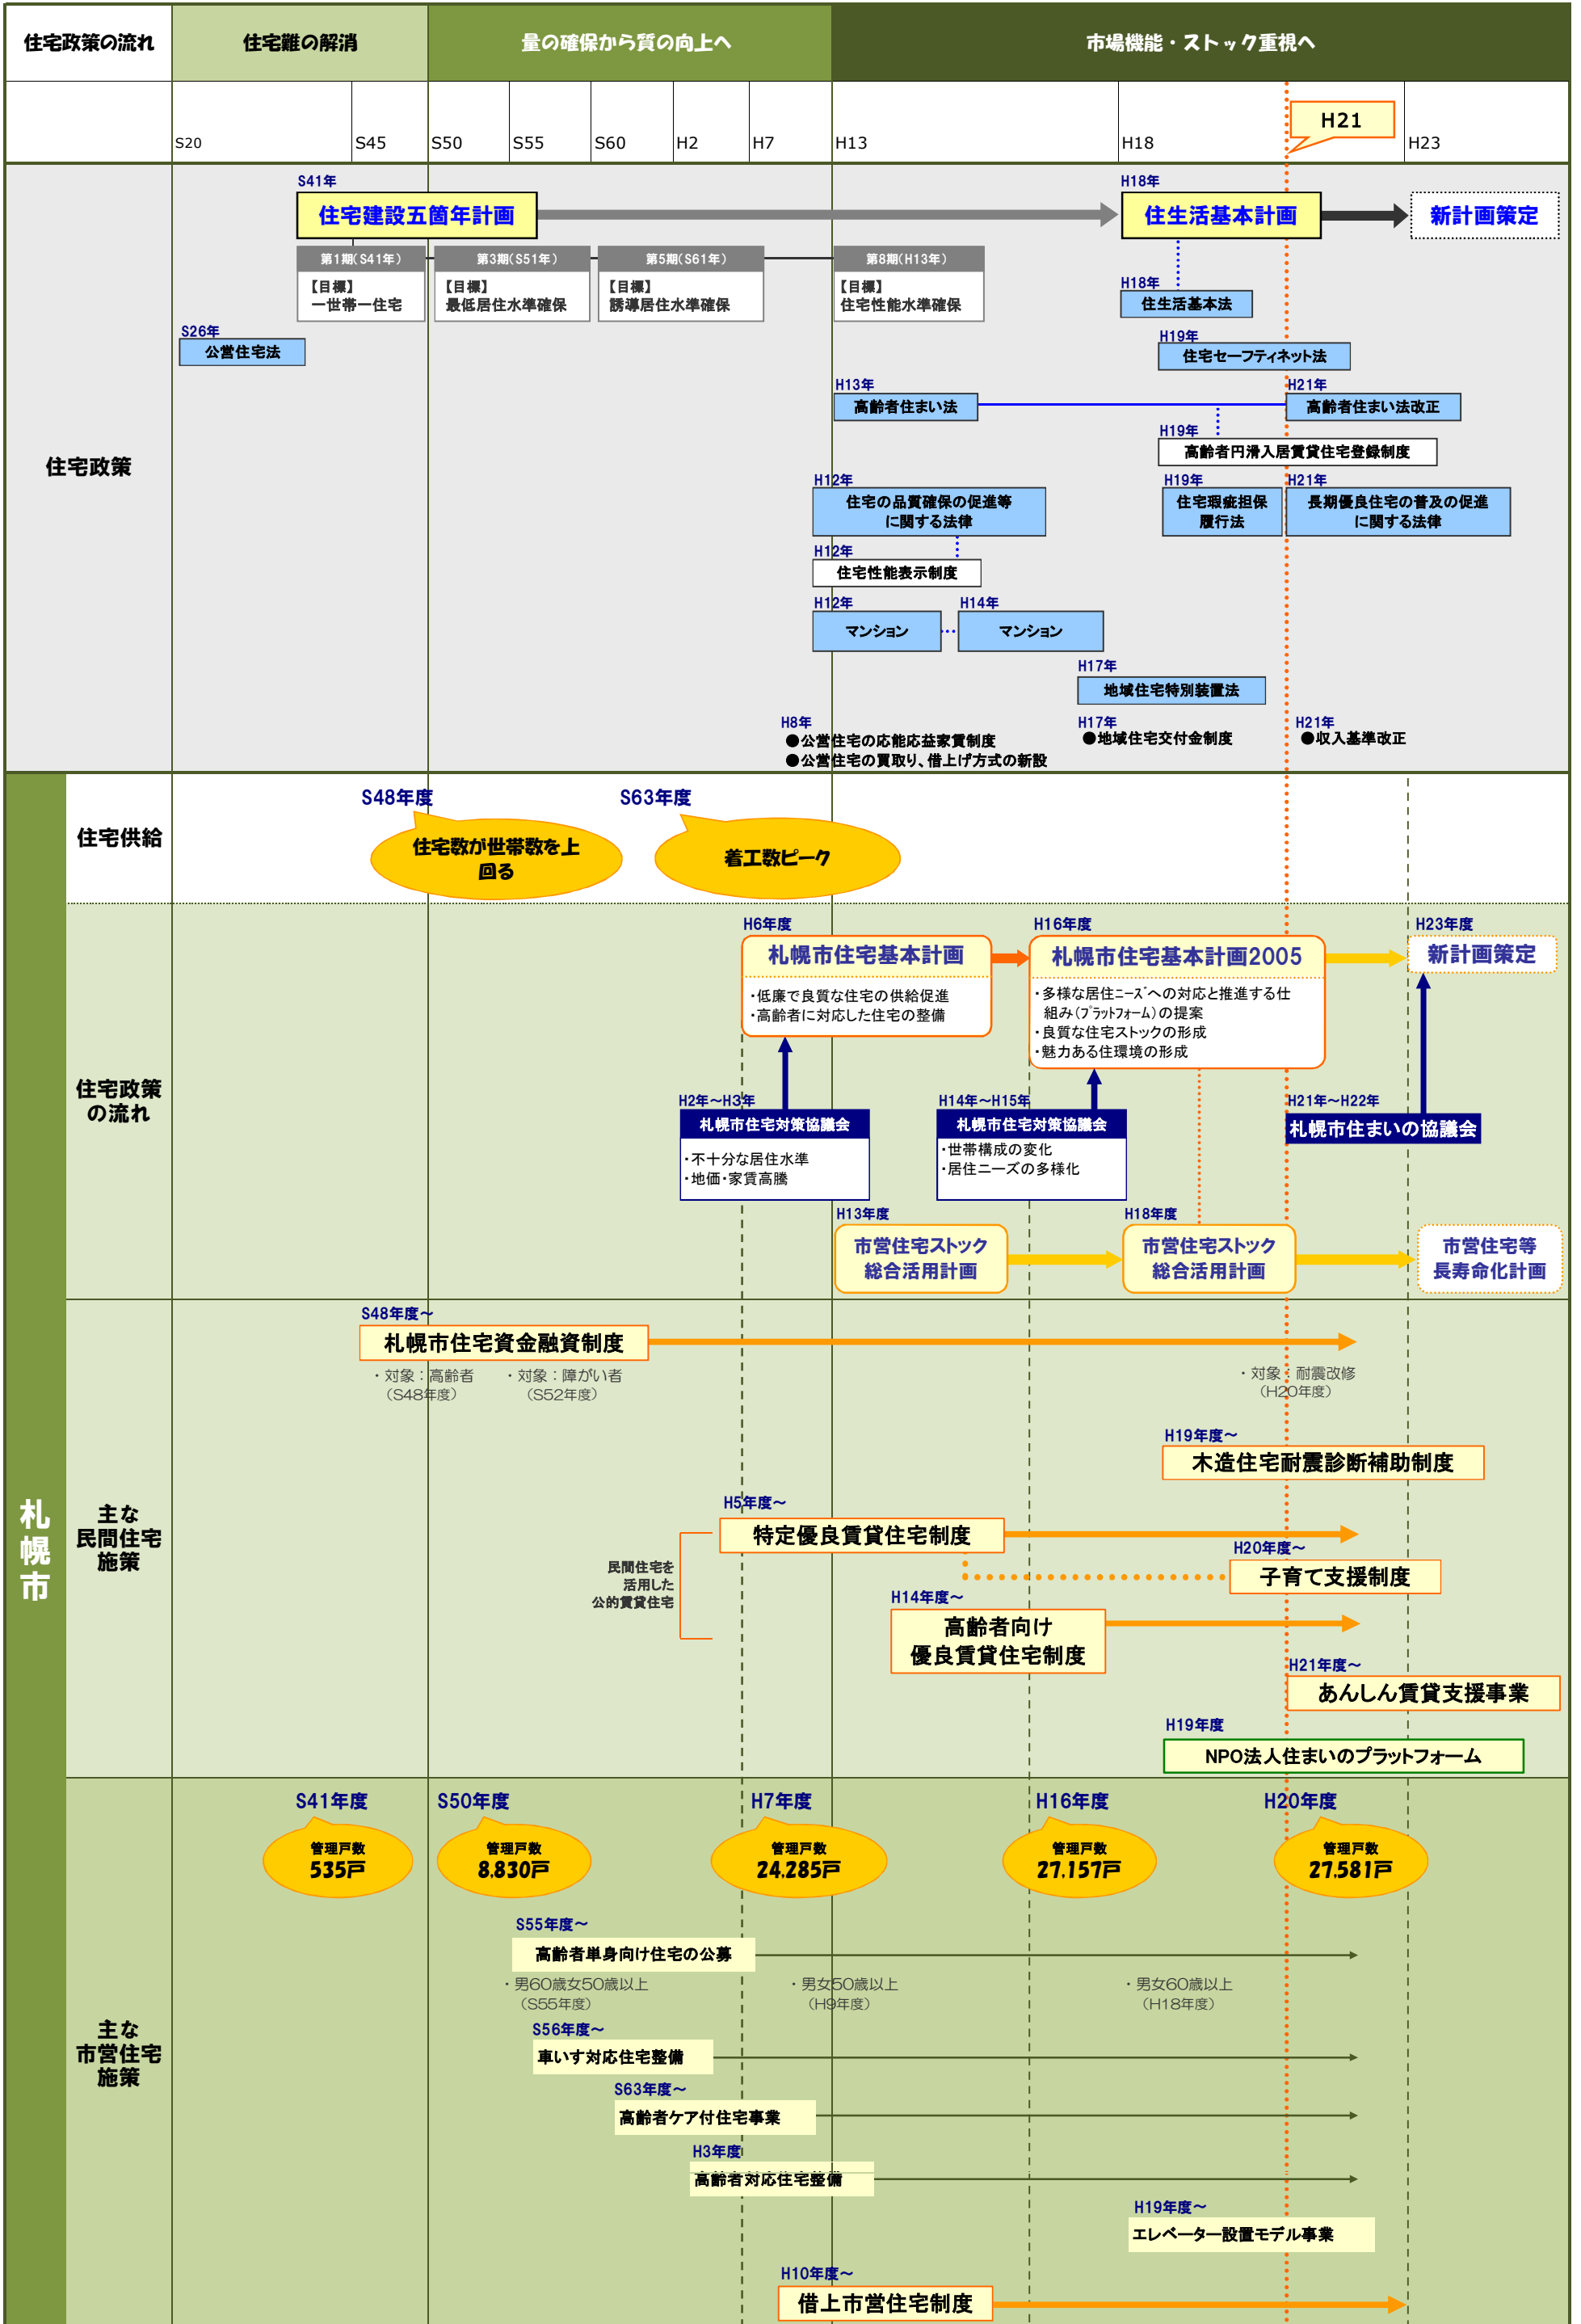 住宅政策の流れ
住宅難の解消
量の確保から質の向上へ
市場機能・ストック重視へ
S20
S45
S50
S55
S60
H2
H7
H13
H18
H21
H23
住宅政策
S41年
住宅建設五箇年計画
H18年
住生活基本計画
新計画策定
第1期（S41年）
【目標】
一世帯一住宅
第3期（S51年）
【目標】
最低居住水準確保
第5期（S61年）
【目標】
誘導居住水準確保
第8期（H13年）
【目標】
住宅性能水準確保
H18年
住生活基本法
S26年
公営住宅法
H19年
住宅セーフティネット法
H13年
高齢者住まい法
H21年
高齢者住まい法改正
H19年
高齢者円滑入居賃貸住宅登録制度
H12年
住宅の品質確保の促進等
に関する法律
H19年
住宅瑕疵担保
履行法
H21年
長期優良住宅の普及の促進
に関する法律
H12年
住宅性能表示制度
H12年
マンション
H14年
マンション
H17年
地域住宅特別装置法
H8年
●公営住宅の応能応益家賃制度
●公営住宅の買取り、借上げ方式の新設
H17年
●地域住宅交付金制度
H21年
●収入基準改正
札幌市
住宅供給
S48年度
住宅数が世帯数を上
回る
S63年度
着工数ピーク
住宅政策
の流れ
H6年度
札幌市住宅基本計画
・低廉で良質な住宅の供給促進
・高齢者に対応した住宅の整備
H16年度
札幌市住宅基本計画2005
・多様な居住ﾆｰｽﾞへの対応と推進する仕
組み（ﾌﾟﾗｯﾄﾌｫｰﾑ）の提案
・良質な住宅ストックの形成
・魅力ある住環境の形成
H23年度
新計画策定
H2年～H3年
札幌市住宅対策協議会
・不十分な居住水準
・地価・家賃高騰
H14年～H15年
札幌市住宅対策協議会
・世帯構成の変化
・居住ニーズの多様化
H21年～H22年
札幌市住まいの協議会
H13年度
市営住宅ストック
総合活用計画
H18年度
市営住宅ストック
総合活用計画
市営住宅等
長寿命化計画
主な
民間住宅
施策
S48年度～
札幌市住宅資金融資制度
・対象：高齢者
（S48年度）
・対象：障がい者
（S52年度）
・対象：耐震改修
（H20年度）
H19年度～
木造住宅耐震診断補助制度
H5年度～
特定優良賃貸住宅制度
民間住宅を
活用した
公的賃貸住宅
H20年度～
子育て支援制度
H14年度～
高齢者向け
優良賃貸住宅制度
H21年度～
あんしん賃貸支援事業
H19年度
NPO法人住まいのプラットフォーム
主な
市営住宅
施策
S41年度
管理戸数
535戸
S50年度
管理戸数
8,830戸
H7年度
管理戸数
24,285戸
H16年度
管理戸数
27,157戸
H20年度
管理戸数
27,581戸
S55年度～
高齢者単身向け住宅の公募
・男60歳女50歳以上
（S55年度）
・男女50歳以上
（H9年度）
・男女60歳以上
（H18年度）
S56年度～
車いす対応住宅整備
S63年度～
高齢者ケア付住宅事業
H3年度
高齢者対応住宅整備
H19年度～
エレベーター設置モデル事業
H10年度～
借上市営住宅制度